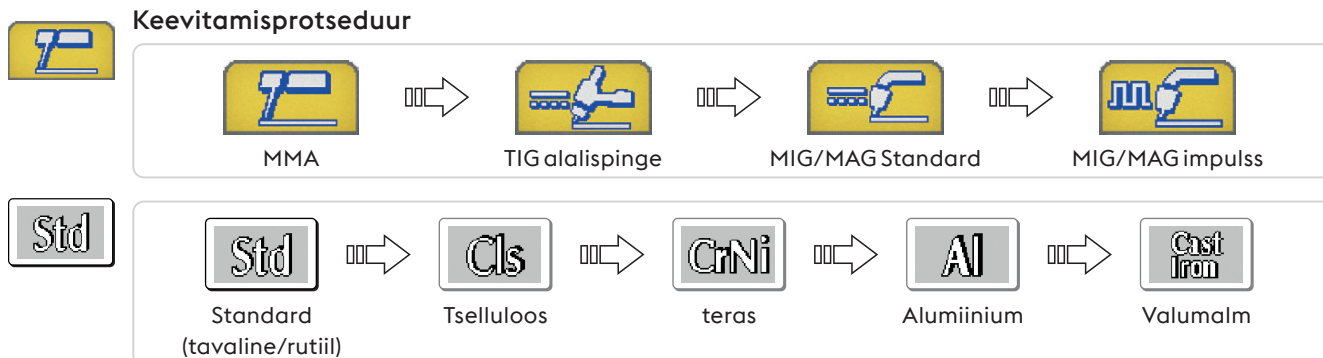 Keevitamisprotseduur
MMA
TIG alalispinge
MIG/MAG Standard
MIG/MAG impulss
Std
Std
Cls
CrNi
Al
Cast
Iron
Standard
(tavaline/rutiil)
Tselluloos
teras
Alumiinium
Valumalm